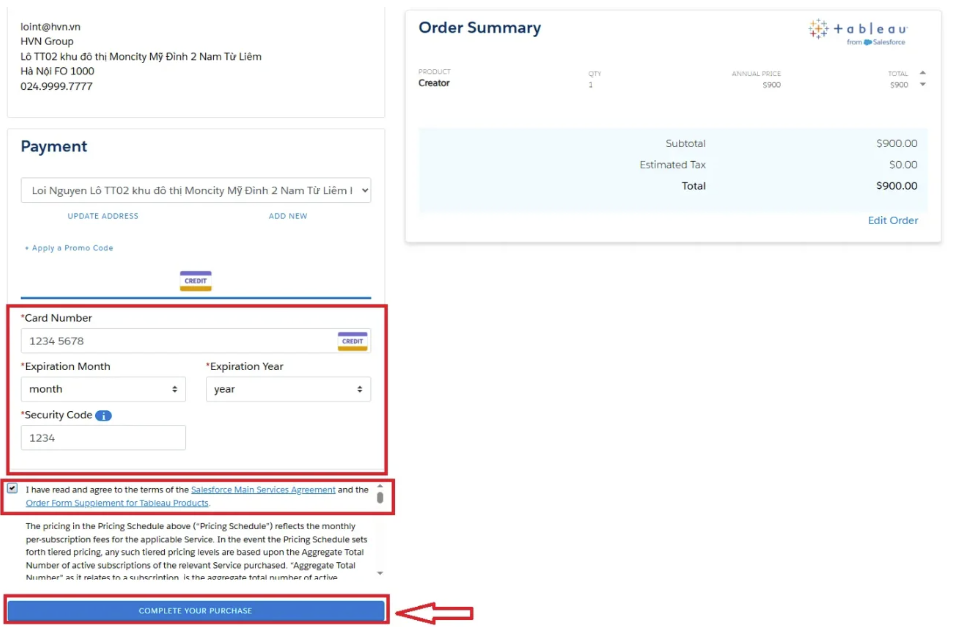 loint@hvn.vn
HVN Group
Lô TT02 khu đô thị Moncity Mỹ Đình 2 Nam Từ Liêm
Hà Nội FO 1000
024.9999.7777
Payment
Loi Nguyen Lô TT02 khu đô thị Moncity Mỹ Đình 2 Nam Từ Liêm I
UPDATE ADDRESS
ADD NEW
+ Apply a Promo Code
CREDIT
*Card Number
1234 5678
CREDIT
*Expiration Month
*Expiration Year
month
year
*Security Code i
1234
I have read and agree to the terms of the Salesforce Main Services Agreement and the
Order Form Supplement for Tableau Products.
The pricing in the Pricing Schedule above ("Pricing Schedule") reflects the monthly
per-subscription fees for the applicable Service. In the event the Pricing Schedule sets
forth tiered pricing, any such tiered pricing levels are based upon the Aggregate Total
Number of active subscriptions of the relevant Service purchased. "Aggregate Total
Number" as it relates to a subscription, is the aggregate total number of active
COMPLETE YOUR PURCHASE
Order Summary
tableau
from Salesforce
PRODUCT QTY ANNUAL PRICE TOTAL
Creator 1 $900 $900
Subtotal $900.00
Estimated Tax $0.00
Total $900.00
Edit Order